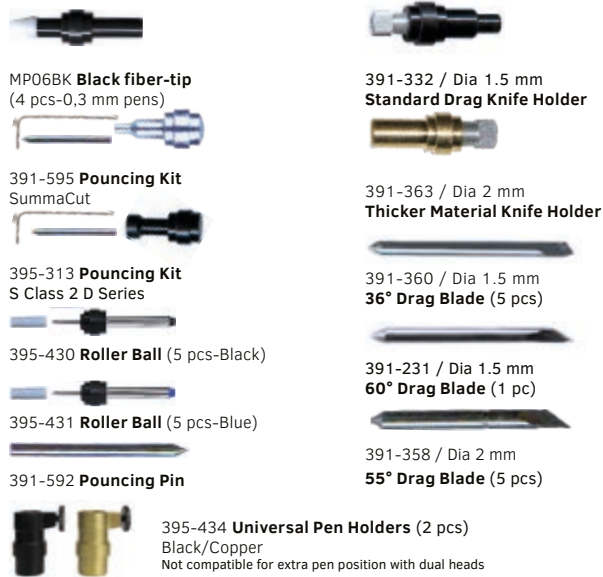 MP06BK Black fiber-tip
(4 pcs-0,3 mm pens)
391-595 Pouncing Kit
SummaCut
395-313 Pouncing Kit
S Class 2 D Series
395-430 Roller Ball (5 pcs-Black)
395-431 Roller Ball (5 pcs-Blue)
391-592 Pouncing Pin
391-332 / Dia 1.5 mm
Standard Drag Knife Holder
391-363 / Dia 2 mm
Thicker Material Knife Holder
391-360 / Dia 1.5 mm
36° Drag Blade (5 pcs)
391-231 / Dia 1.5 mm
60° Drag Blade (1 pc)
391-358 / Dia 2 mm
55° Drag Blade (5 pcs)
395-434 Universal Pen Holders (2 pcs)
Black/Copper
Not compatible for extra pen position with dual heads